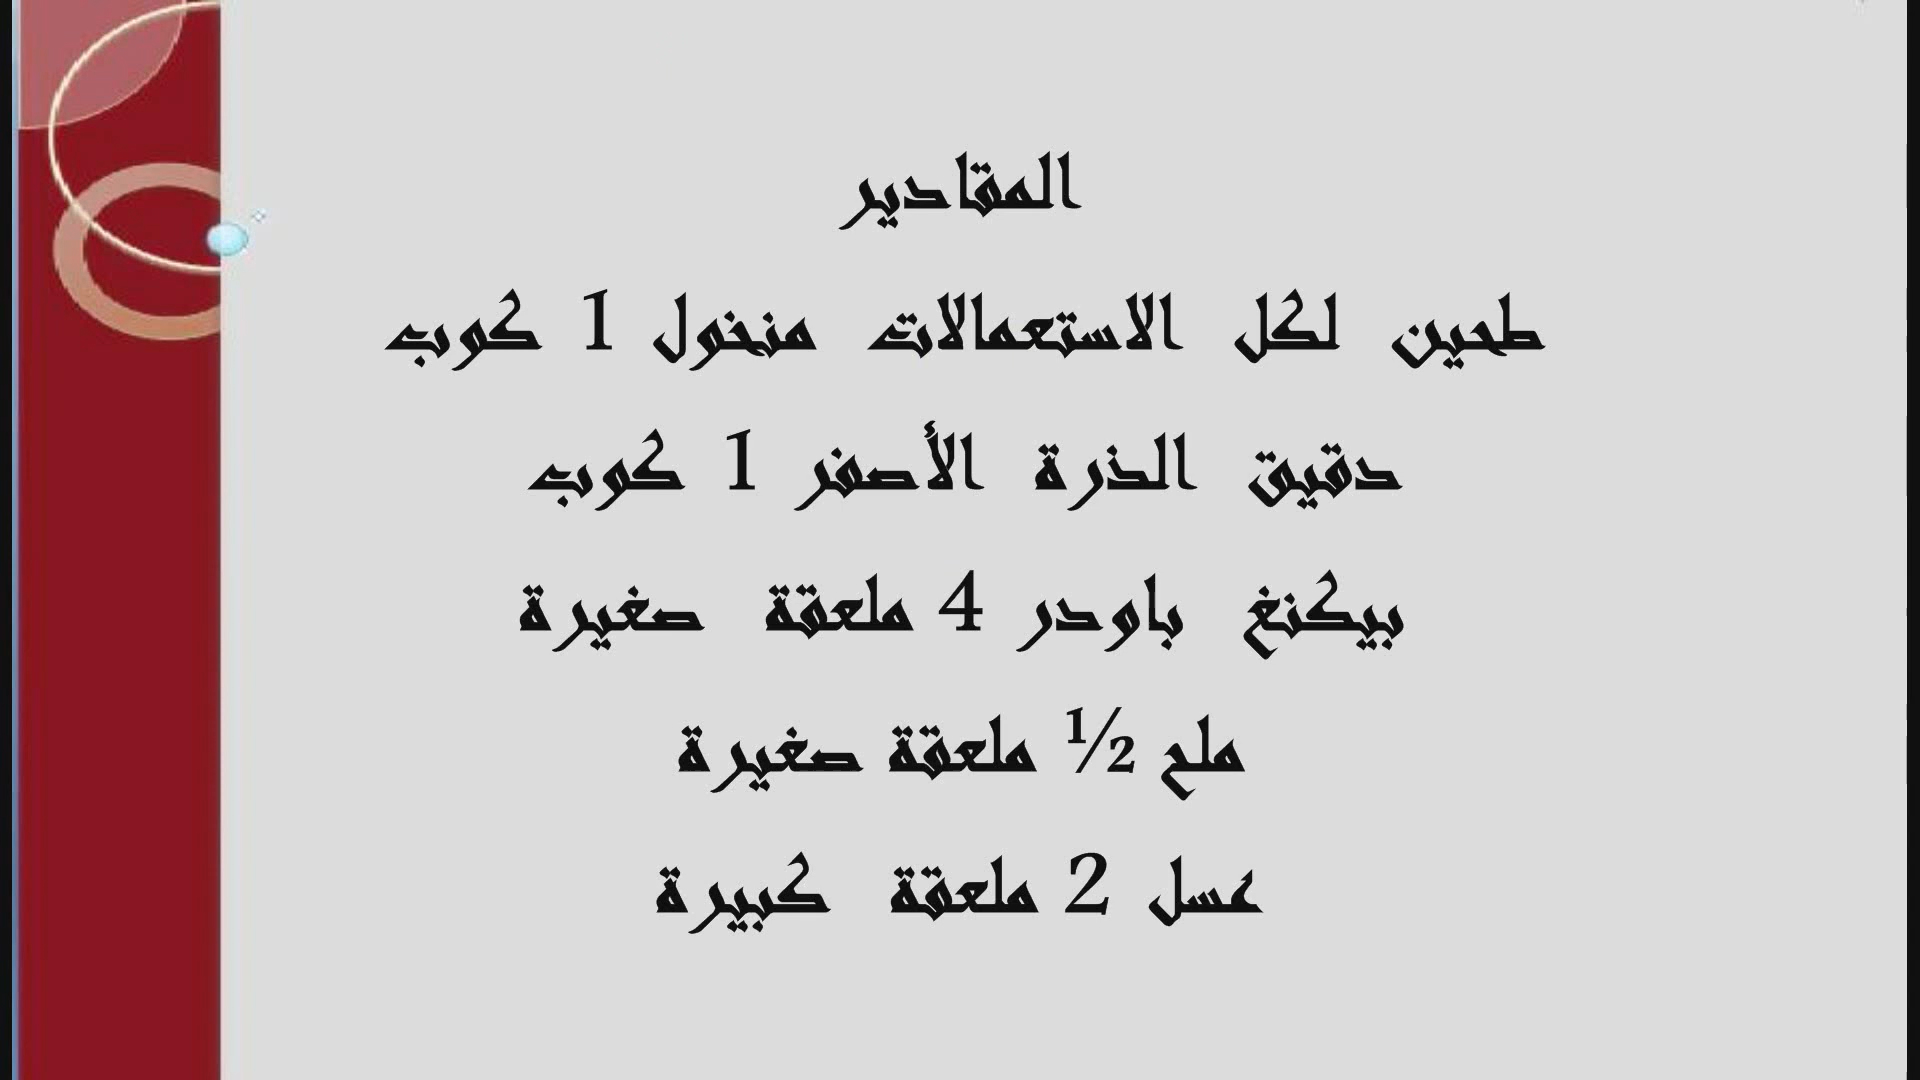 المقادير
طحين لكل الاستعمالات منخول 1 كوب
دقيق الذرة الأصفر 1 كوب
بيكنغ باودر 4 ملعقة صغيرة
ملح ½ ملعقة صغيرة
عسل 2 ملعقة كبيرة